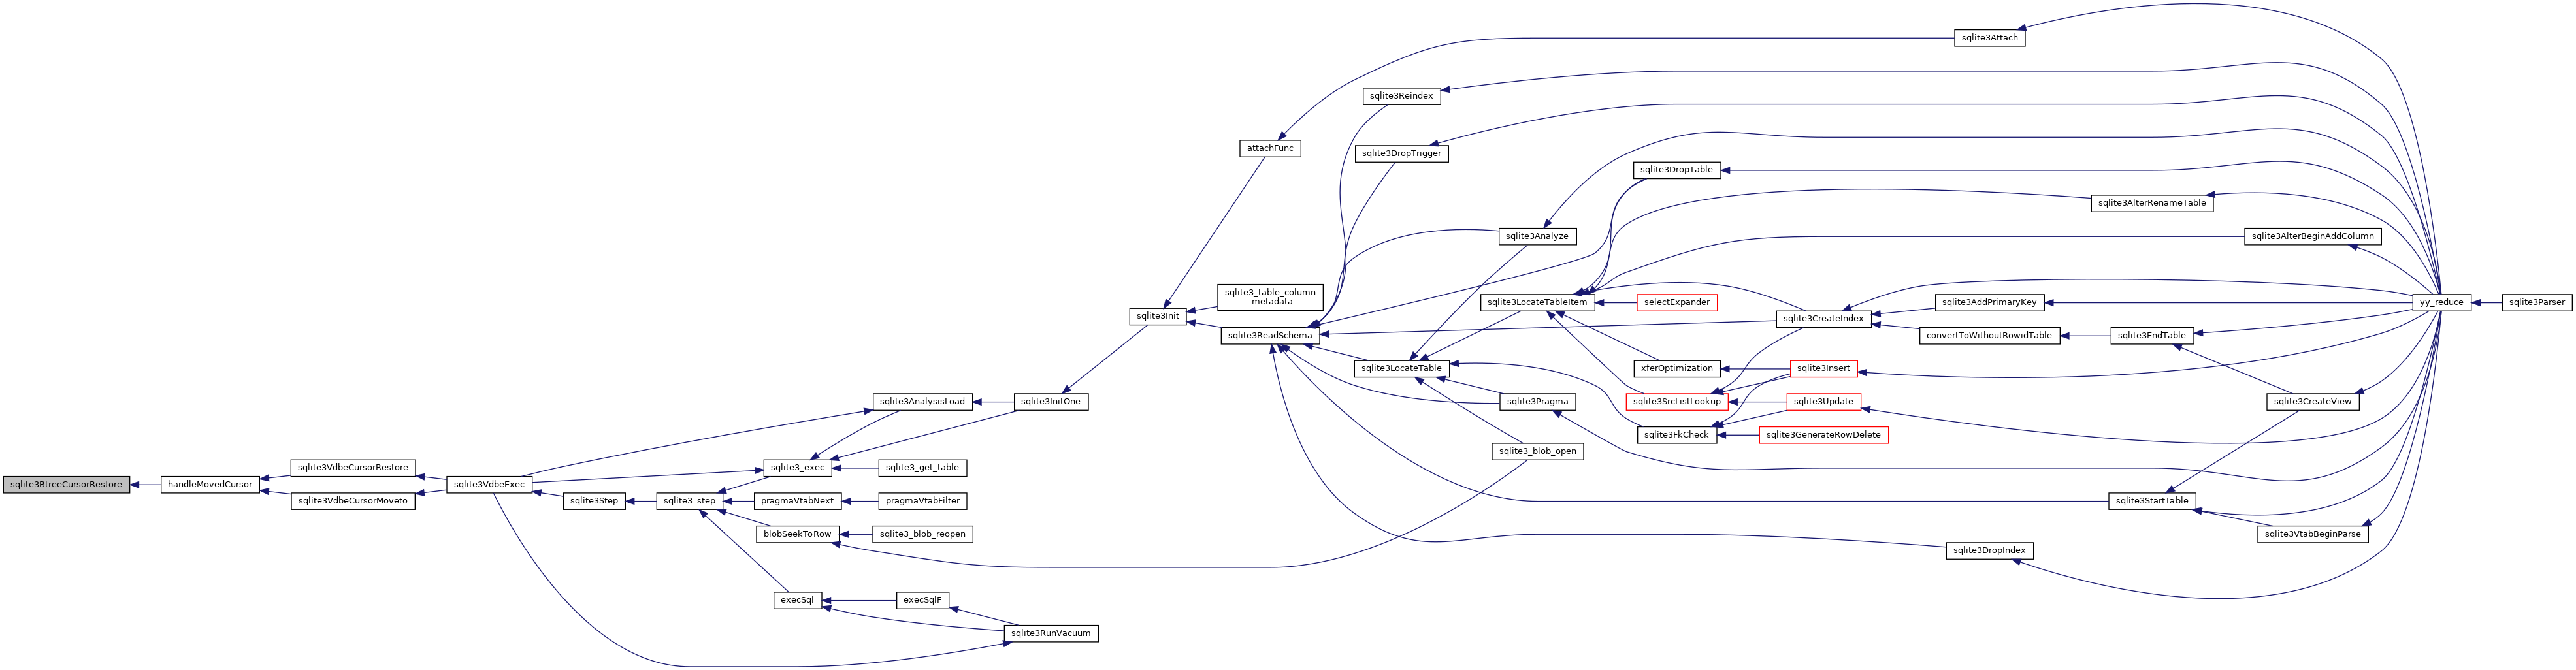 sqlite3Attach
sqlite3Reindex
attachFunc
sqlite3DropTrigger
sqlite3DropTable
sqlite3AlterRenameTable
sqlite3Analyze
sqlite3AlterBeginAddColumn
sqlite3_table_column
_metadata
sqlite3LocateTableItem
selectExpander
sqlite3AddPrimaryKey
yy_reduce
sqlite3Parser
sqlite3Init
sqlite3CreateIndex
sqlite3ReadSchema
convertToWithoutRowidTable
sqlite3EndTable
sqlite3LocateTable
xferOptimization
sqlite3Insert
sqlite3AnalysisLoad
sqlite3InitOne
sqlite3Pragma
sqlite3SrcListLookup
sqlite3Update
sqlite3CreateView
sqlite3FkCheck
sqlite3GenerateRowDelete
sqlite3_blob_open
sqlite3VdbeCursorRestore
sqlite3_exec
sqlite3_get_table
sqlite3BtreeCursorRestore
handleMovedCursor
sqlite3VdbeExec
sqlite3VdbeCursorMoveto
sqlite3Step
sqlite3_step
pragmaVtabNext
pragmaVtabFilter
sqlite3StartTable
blobSeekToRow
sqlite3_blob_reopen
sqlite3VtabBeginParse
sqlite3DropIndex
execSql
execSqlF
sqlite3RunVacuum